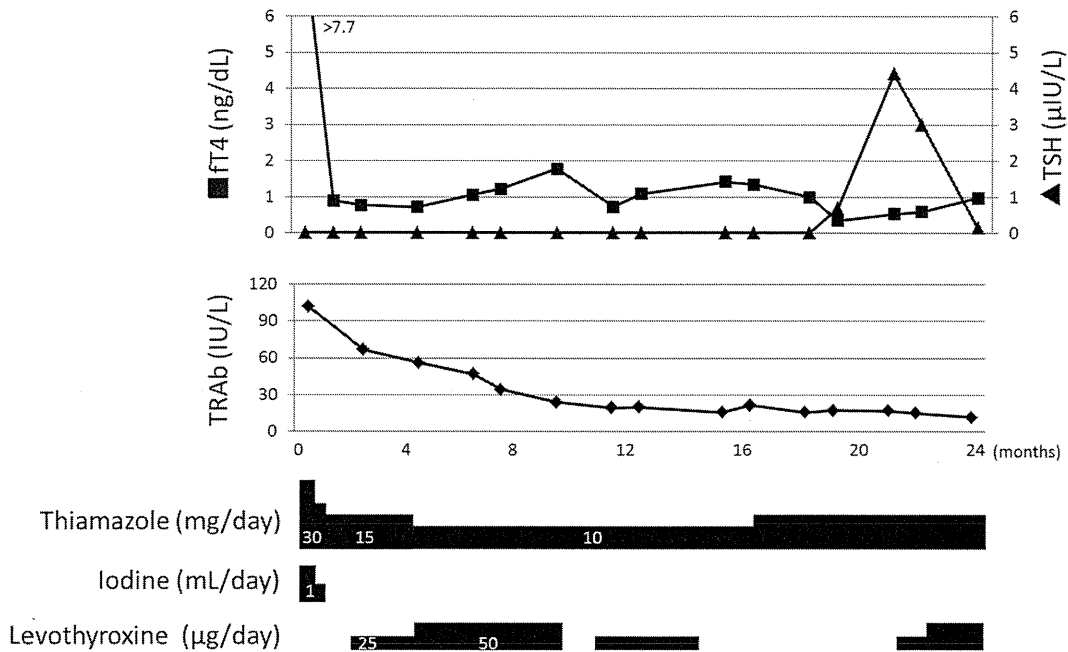 6 6
>7.7
5 5
4 4
3 3
2 2
1 1
0 0
■ fT4 (ng/dL)
▲ TSH (µIU/L)
120
90
60
30
0
TRAb (IU/L)
0 4 8 12 16 20 24 (months)
Thiamazole (mg/day) 30 15 10
Iodine (mL/day) 1
Levothyroxine (µg/day) 25 50